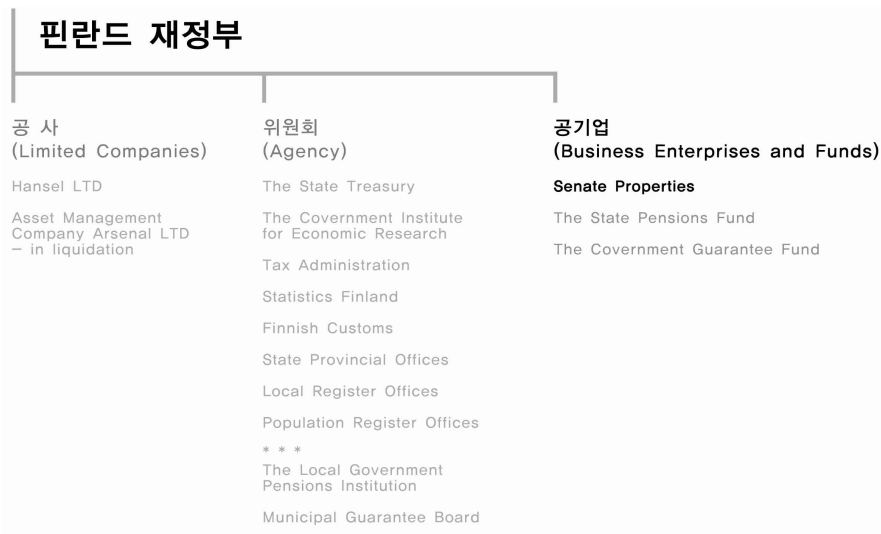 핀란드 재정부
공 사
(Limited Companies)
Hansel LTD
Asset Management
Company Arsenal LTD
- in liquidation
위원회
(Agency)
The State Treasury
The Covernment Institute
for Economic Research
Tax Administration
Statistics Finland
Finnish Customs
State Provincial Offices
Local Register Offices
Population Register Offices
* * *
The Local Government
Pensions Institution
Municipal Guarantee Board
공기업
(Business Enterprises and Funds)
Senate Properties
The State Pensions Fund
The Covernment Guarantee Fund